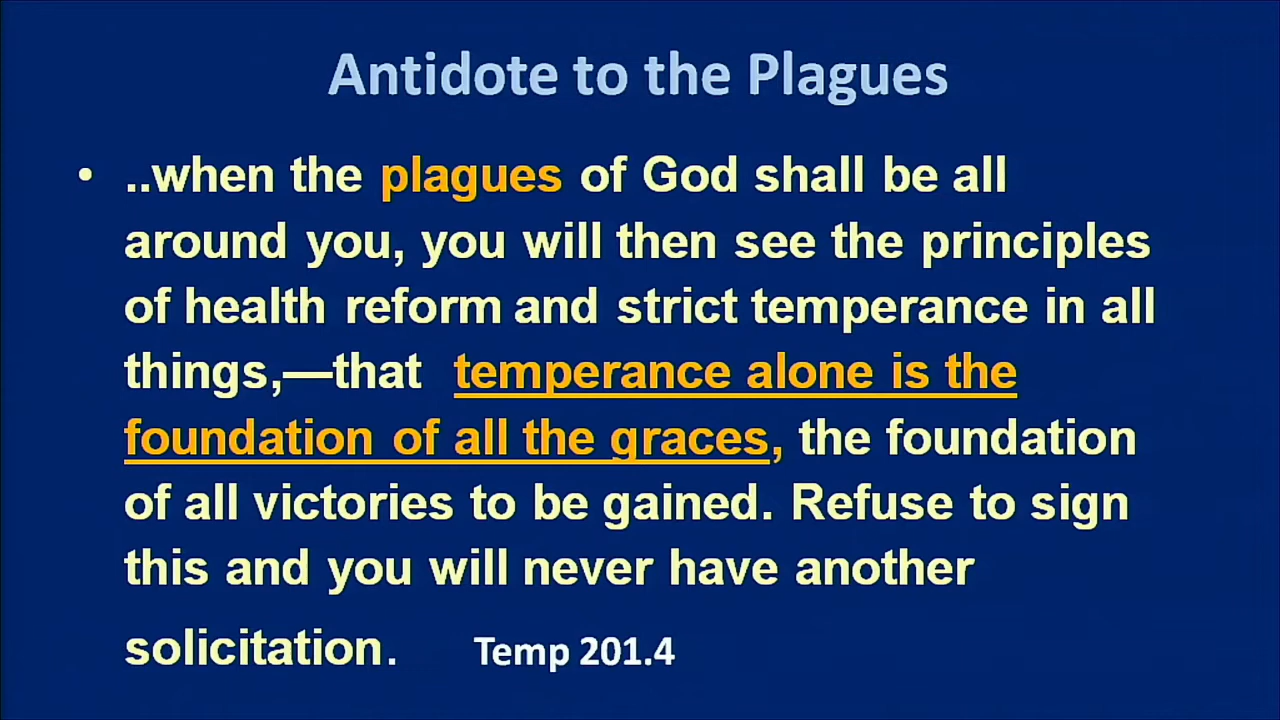 Antidote to the Plagues
• ..when the plagues of God shall be all
around you, you will then see the principles
of health reform and strict temperance in all
things,—that temperance alone is the
foundation of all the graces, the foundation
of all victories to be gained. Refuse to sign
this and you will never have another
solicitation. Temp 201.4